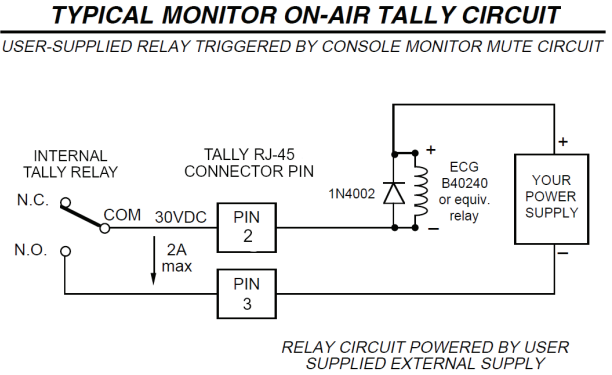 TYPICAL MONITOR ON-AIR TALLY CIRCUIT
USER-SUPPLIED RELAY TRIGGERED BY CONSOLE MONITOR MUTE CIRCUIT
INTERNAL
TALLY RELAY
TALLY RJ-45
CONNECTOR PIN
N.C.
COM
30VDC
PIN
2
N.O.
2A
max
PIN
3
1N4002
+
ECG
B40240
or equiv.
relay
–
+
YOUR
POWER
SUPPLY
–
RELAY CIRCUIT POWERED BY USER
SUPPLIED EXTERNAL SUPPLY